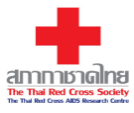 สภากาชาดไทย
The Thai Red Cross Society
The Thai Red Cross AIDS Research Centre